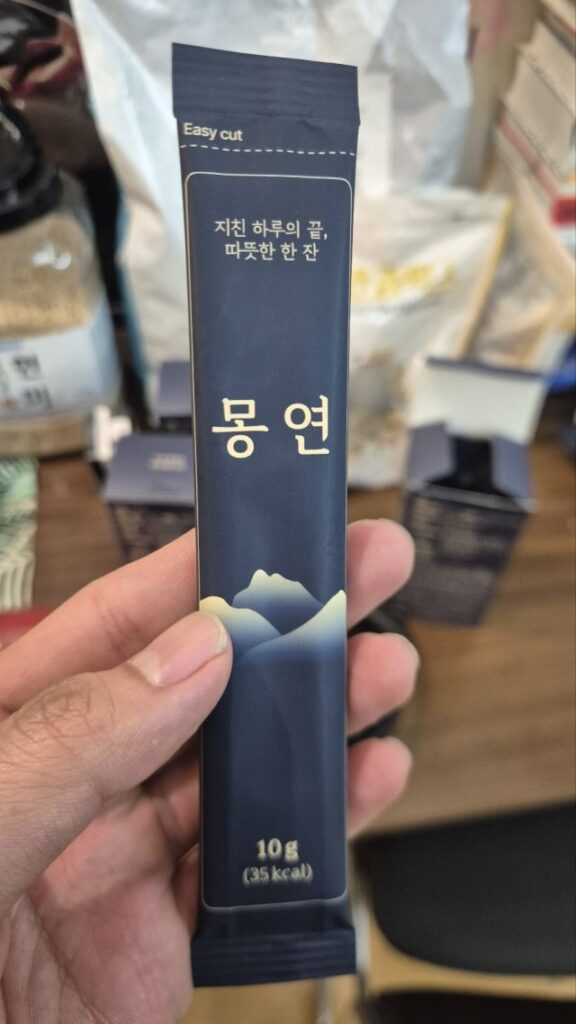 Easy cut
지친 하루의 끝,
따뜻한 한 잔
몽연
10g
(35 kcal)